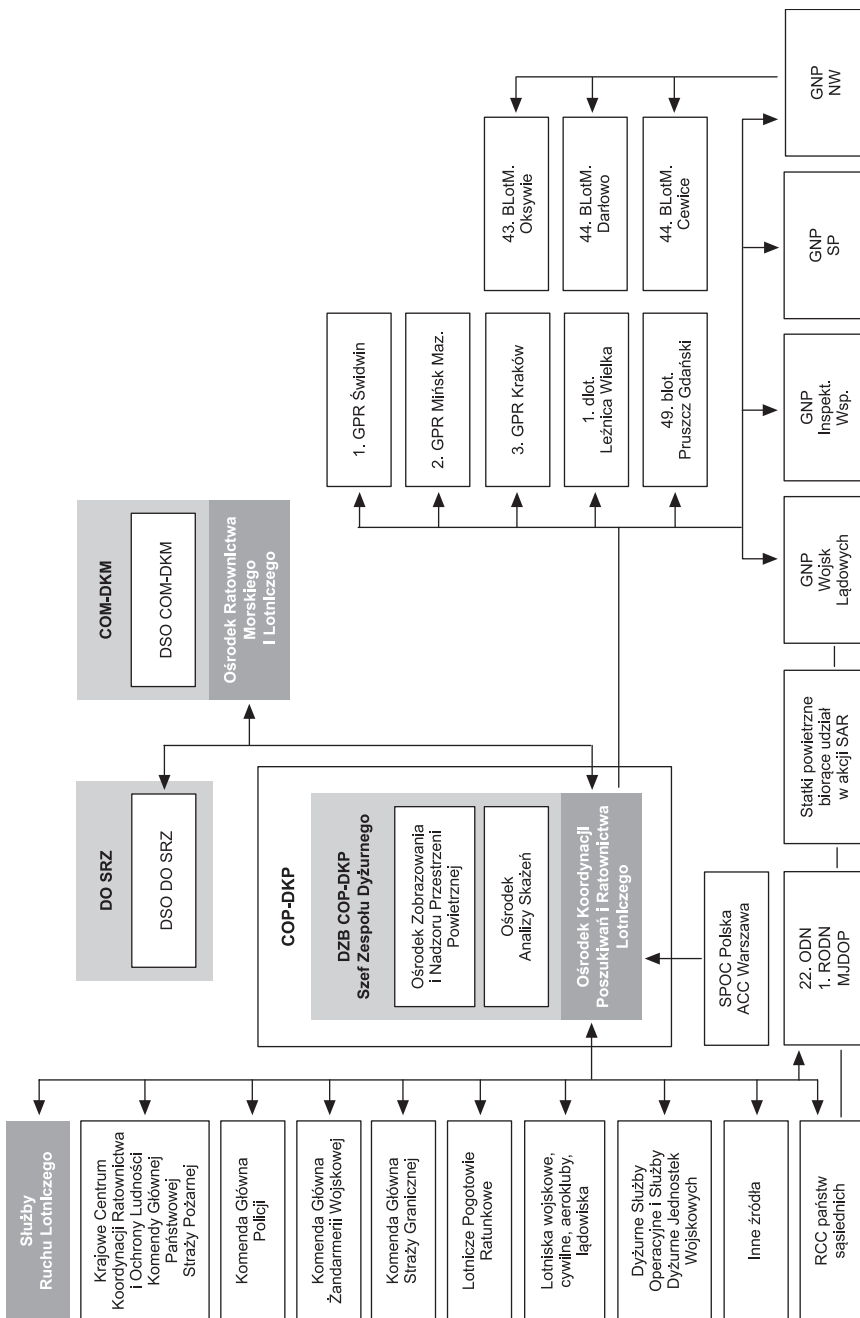 Służby
Ruchu Lotniczego
Krajowe Centrum
Koordynacji Ratownictwa
i Ochrony Ludności
Komendy Głównej
Państwowej
Straży Pożarnej
Komenda Główna
Policji
Komenda Główna
Żandarmerii Wojskowej
Komenda Główna
Straży Granicznej
Lotnicze Pogotowie
Ratunkowe
Lotniska wojskowe,
cywilne, aerokluby,
lądowiska
Dyżurne Służby
Operacyjne i Służby
Dyżurne Jednostek
Wojskowych
Inne źródła
RCC państw
sąsiednich
DO SRZ
DSO DO SRZ
COM-DKM
DSO COM-DKM
Ośrodek Ratownictwa
Morskiego
I Lotniczego
COP-DKP
DZB COP-DKP
Szef Zespołu Dyżurnego
Ośrodek Zobrazowania
i Nadzoru Przestrzeni
Powietrznej
Ośrodek
Analizy Skażeń
Ośrodek Koordynacji
Poszukiwań i Ratownictwa
Lotniczego
SPOC Polska
ACC Warszawa
22. ODN
1. RODN
MJDOP
Statki powietrzne
biorące udział
w akcji SAR
1. GPR Świdwin
2. GPR Mińsk Maz.
3. GPR Kraków
1. dlot.
Leźnica Wielka
49. blot.
Pruszcz Gdański
43. BLotM.
Oksywie
44. BLotM.
Darłowo
44. BLotM.
Cewice
GNP
Wojsk
Lądowych
GNP
Inspekt.
Wsp.
GNP
SP
GNP
NW